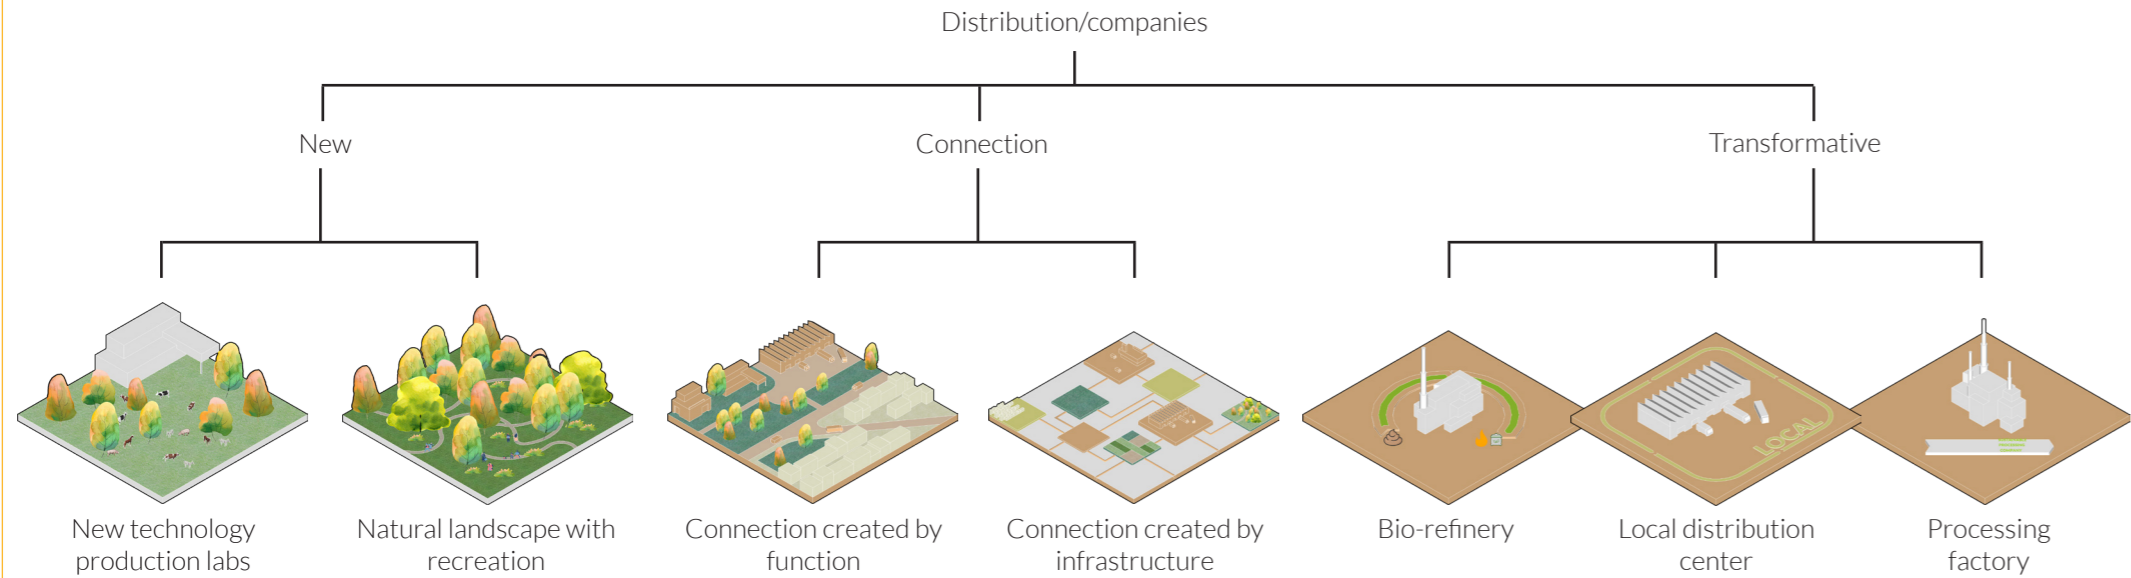 Distribution/companies
New
Connection
Transformative
LOCAL
New technology
production labs
Natural landscape with
recreation
Connection created by
function
Connection created by
infrastructure
Bio-refinery
Local distribution
center
Processing
factory